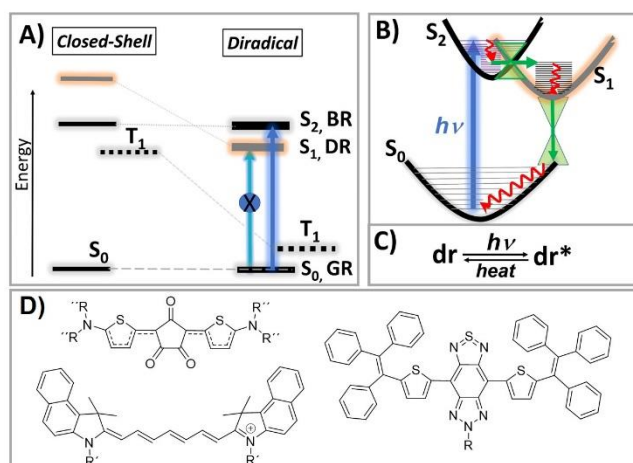 A)
Closed-Shell
Diradical
Energy
T₁
S₀
S₂, BR
S₁, DR
X
T₁
S₀, GR
B)
S₂
S₁
hν
S₀
C)
dr hν dr*
heat
D)
O
''R R''
S S
N N
''R R''
O O
N N⁺
R' R'
S
N N
S S
N N
N
R